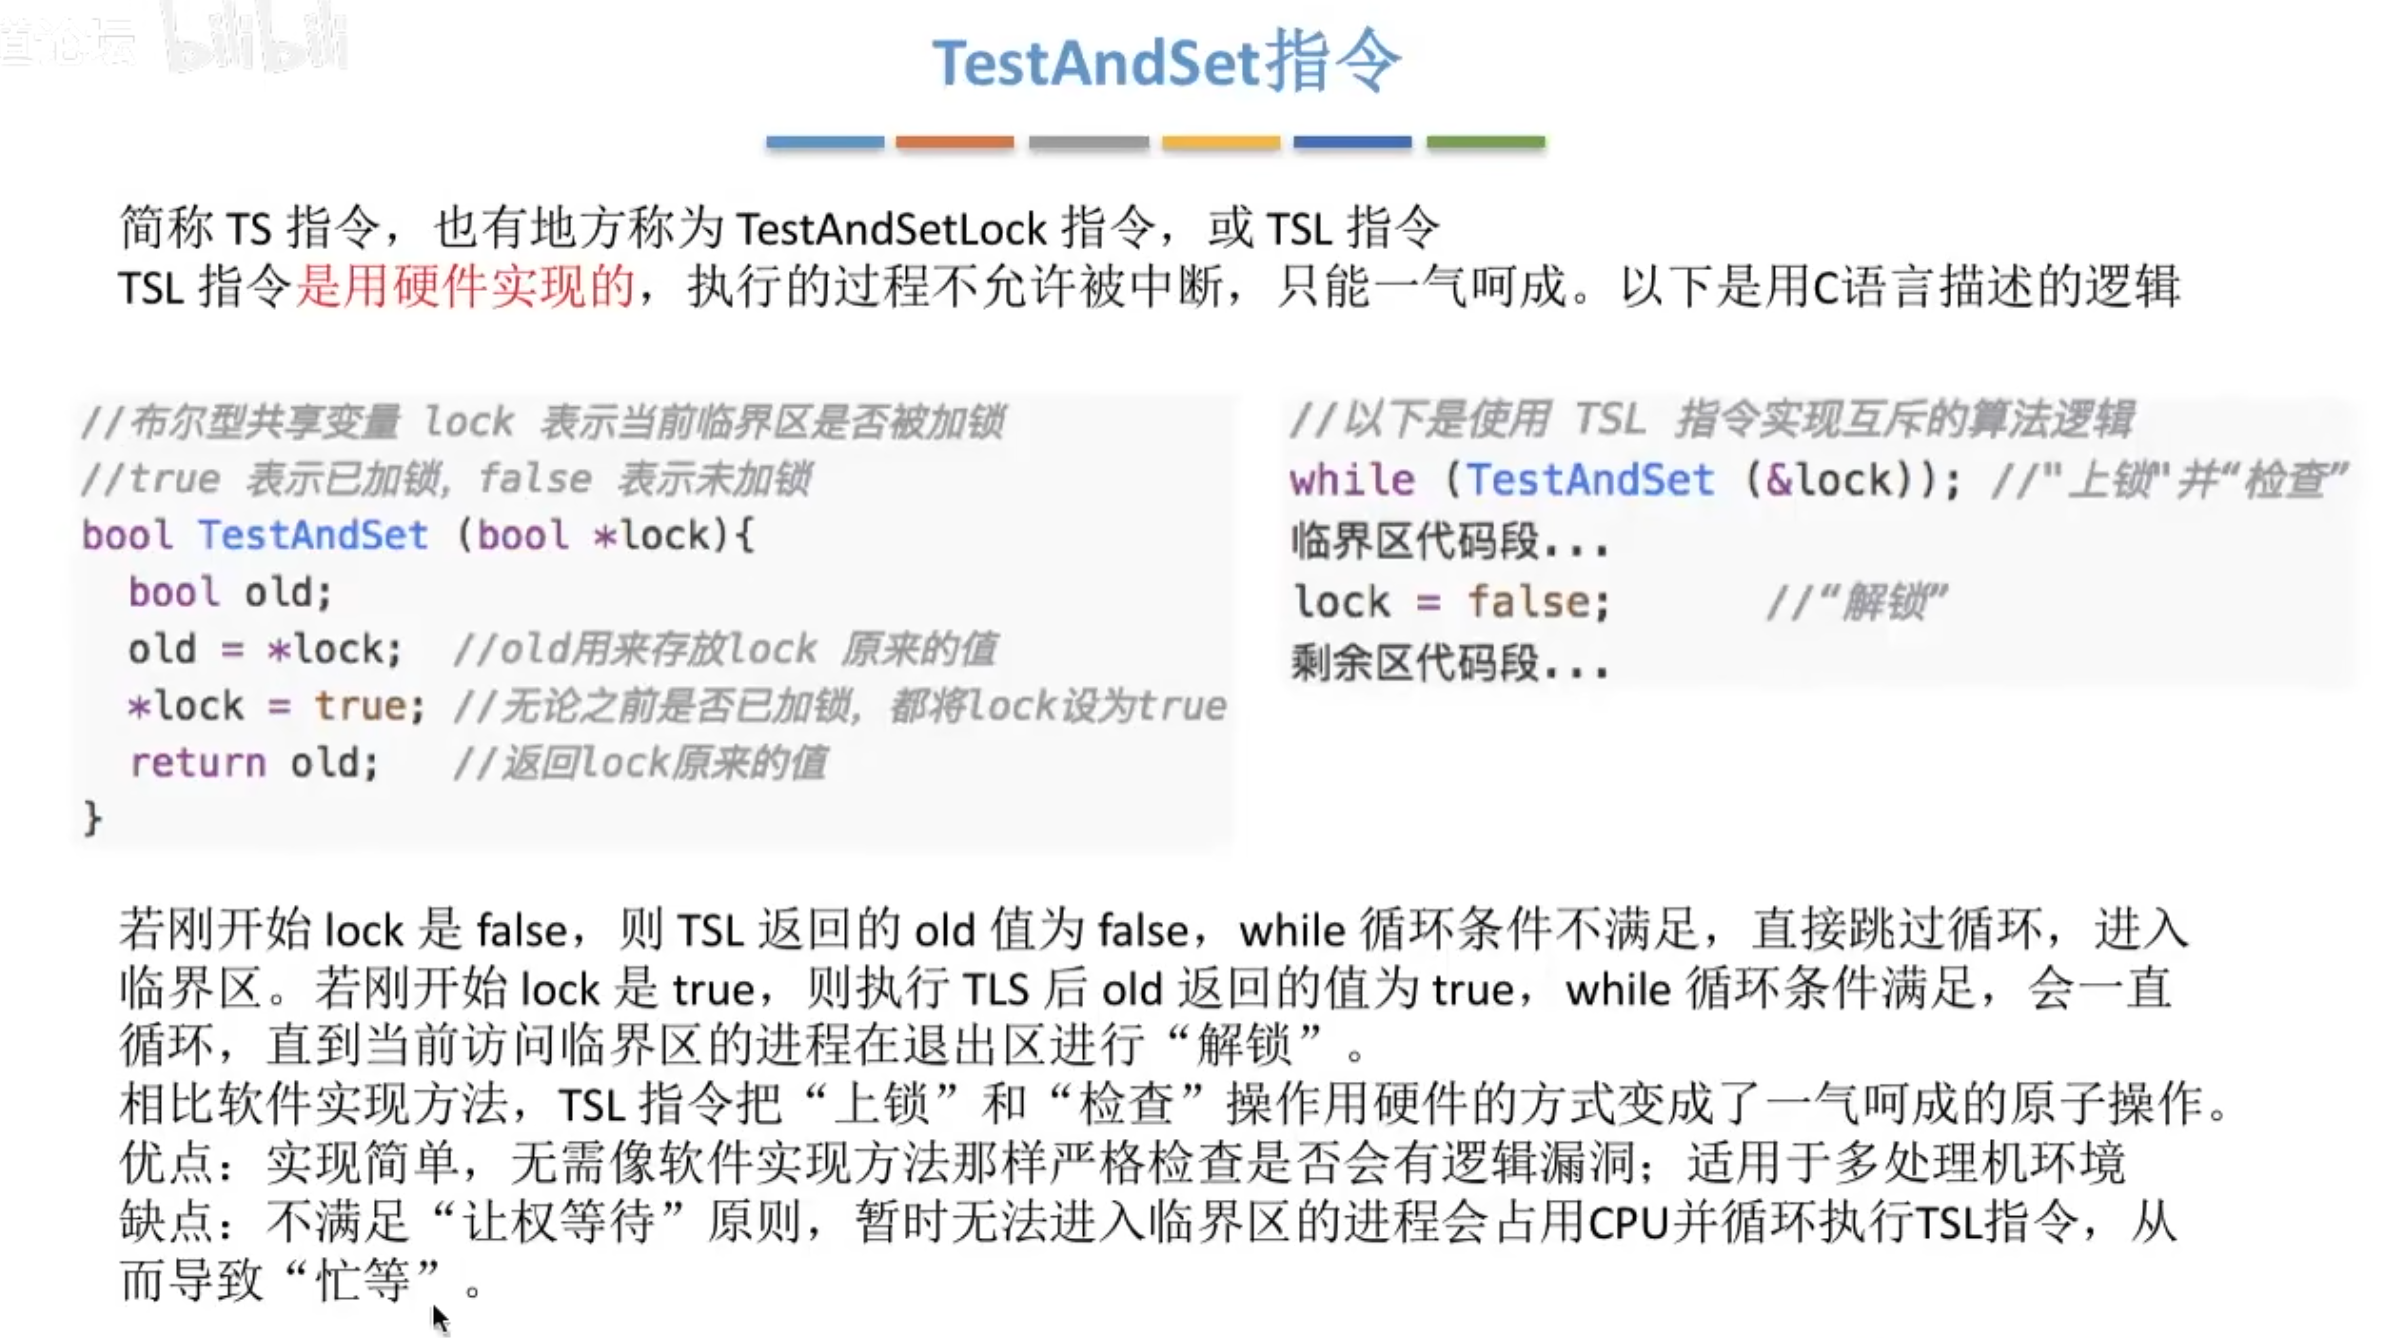 道论坛 bilibili
TestAndSet指令
简称 TS 指令，也有地方称为 TestAndSetLock 指令，或 TSL 指令
TSL 指令是用硬件实现的，执行的过程不允许被中断，只能一气呵成。以下是用C语言描述的逻辑
//布尔型共享变量 lock 表示当前临界区是否被加锁
//true 表示已加锁，false 表示未加锁
bool TestAndSet (bool *lock){
bool old;
old = *lock; //old用来存放lock 原来的值
*lock = true; //无论之前是否已加锁，都将lock设为true
return old; //返回lock原来的值
}
//以下是使用 TSL 指令实现互斥的算法逻辑
while (TestAndSet (&lock)); //"上锁"并“检查”
临界区代码段...
lock = false; //“解锁”
剩余区代码段...
若刚开始 lock 是 false，则 TSL 返回的 old 值为 false，while 循环条件不满足，直接跳过循环，进入
临界区。若刚开始 lock 是 true，则执行 TLS 后 old 返回的值为 true，while 循环条件满足，会一直
循环，直到当前访问临界区的进程在退出区进行“解锁”。
相比软件实现方法，TSL 指令把“上锁”和“检查”操作用硬件的方式变成了一气呵成的原子操作。
优点：实现简单，无需像软件实现方法那样严格检查是否会有逻辑漏洞；适用于多处理机环境
缺点：不满足“让权等待”原则，暂时无法进入临界区的进程会占用CPU并循环执行TSL指令，从
而导致“忙等”。